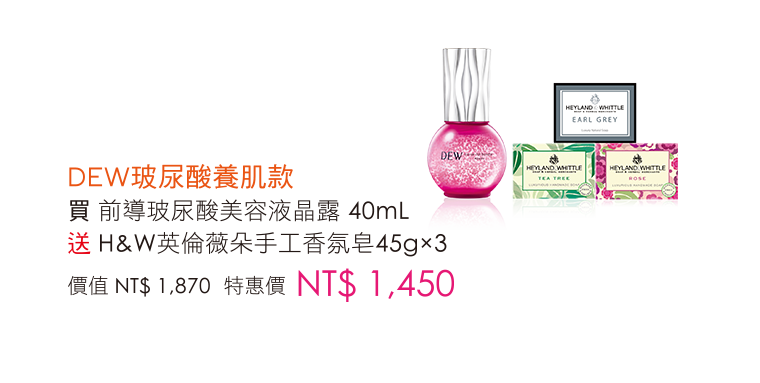 HEYLAND & WHITTLE
EARL GREY
DEW
HEYLAND & WHITTLE
TEA TREE
HEYLAND & WHITTLE
ROSE
DEW玻尿酸養肌款
買 前導玻尿酸美容液晶露 40mL
送 H&W英倫薇朵手工香氛皂45g×3
價值 NT$ 1,870 特惠價 NT$ 1,450